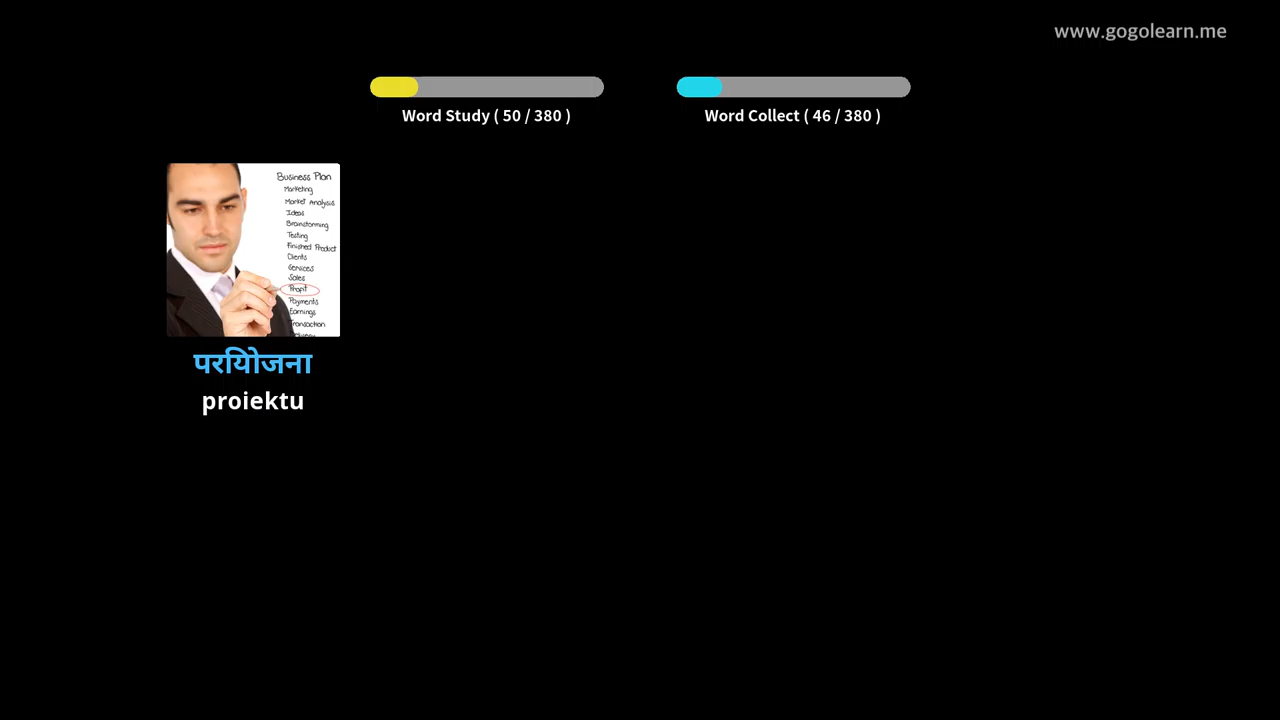 www.gogolearn.me
Word Study ( 50 / 380 )
Word Collect ( 46 / 380 )
Business Plan
Marketing
Market Analysis
Ideas
Brainstorming
Testing
Finished Product
Clients
Services
Sales
Profit
Payments
Earnings
Transaction
परियोजना
proiektu